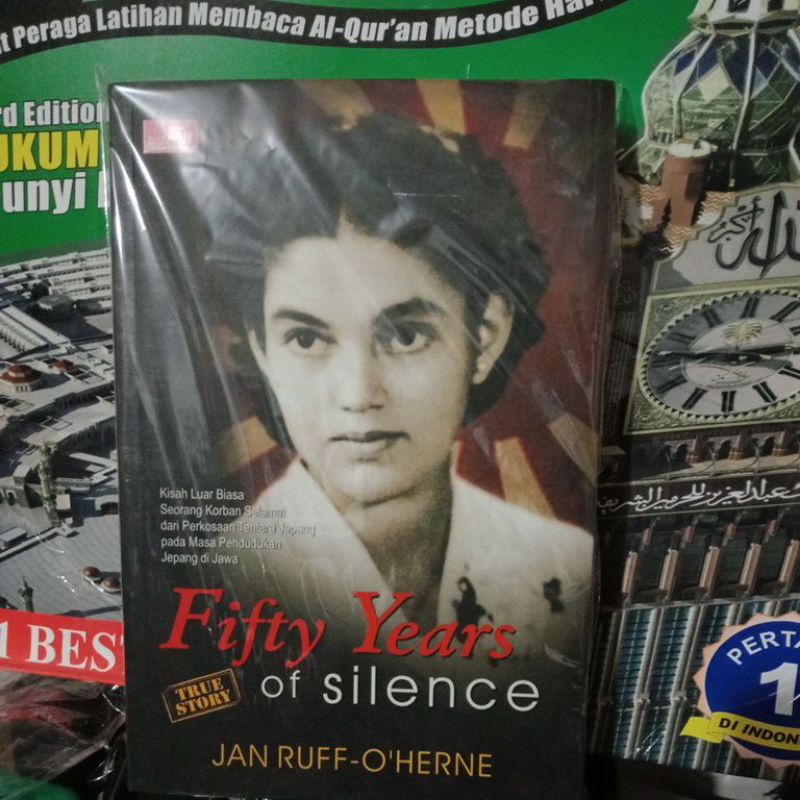 Peraga Latihan Membaca Al-Qur'an Metode
rd Edition
UKUM
unyi
Kisah Luar Biasa
Seorang Korban Selamat
dari Perkosaan Tentara Jepang
pada Masa Pendudukan
Jepang di Jawa
Fifty Years
of silence
TRUE
STORY
JAN RUFF-O'HERNE
1 BES
PERTA
1
DI INDON